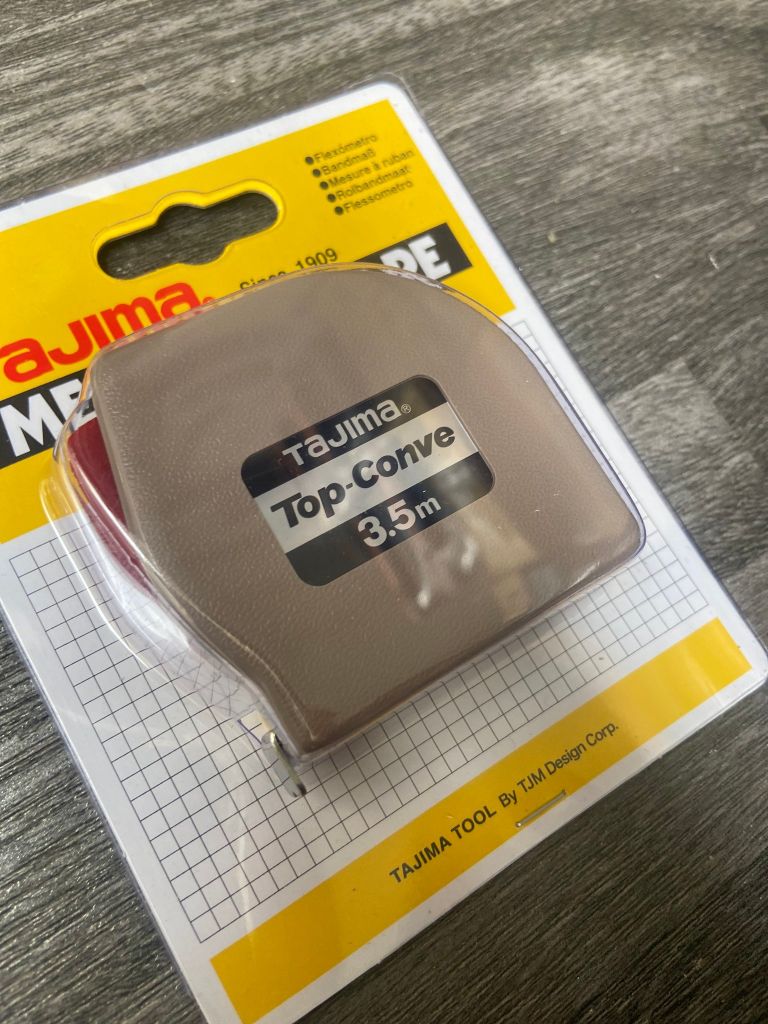 ●Flexómetro
●Bandmaß
●Mesure à ruban
●Rolbandmaat
●Flessometro
Since 1909
TAJIMA®
ME PE
TAJIMA®
Top-Conve
3.5m
TAJIMA TOOL By TJM Design Corp.